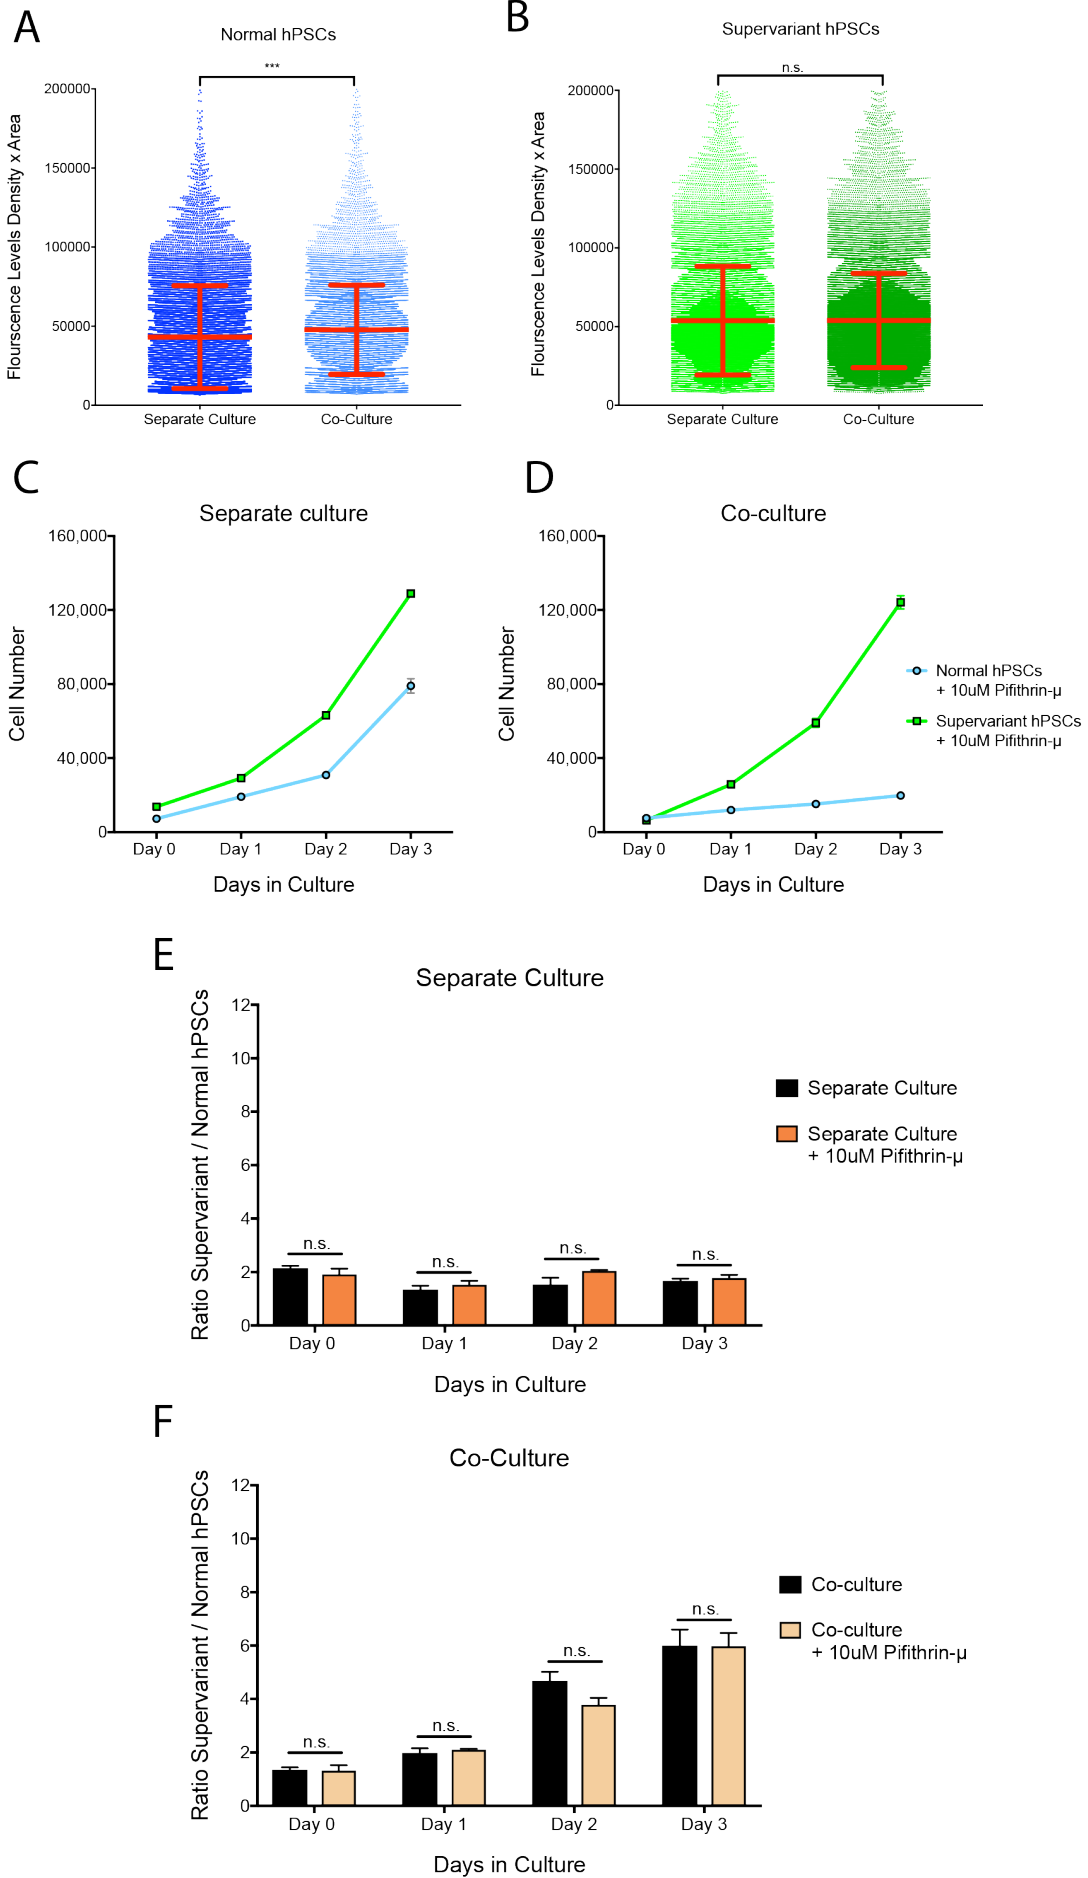 A
Normal hPSCs
***
Flourscence Levels Density x Area
200000
150000
100000
50000
0
Separate Culture
Co-Culture
B
Supervariant hPSCs
n.s.
Flourscence Levels Density x Area
200000
150000
100000
50000
0
Separate Culture
Co-Culture
C
Separate culture
Cell Number
160,000
120,000
80,000
40,000
0
Day 0
Day 1
Day 2
Day 3
Days in Culture
D
Co-culture
Cell Number
160,000
120,000
80,000
40,000
0
Day 0
Day 1
Day 2
Day 3
Days in Culture
Normal hPSCs
+ 10uM Pifithrin-μ
Supervariant hPSCs
+ 10uM Pifithrin-μ
E
Separate Culture
Ratio Supervariant / Normal hPSCs
12
10
8
6
4
2
0
n.s.
n.s.
n.s.
n.s.
Day 0
Day 1
Day 2
Day 3
Days in Culture
Separate Culture
Separate Culture
+ 10uM Pifithrin-μ
F
Co-Culture
Ratio Supervariant / Normal hPSCs
12
10
8
6
4
2
0
n.s.
n.s.
n.s.
n.s.
Day 0
Day 1
Day 2
Day 3
Days in Culture
Co-culture
Co-culture
+ 10uM Pifithrin-μ